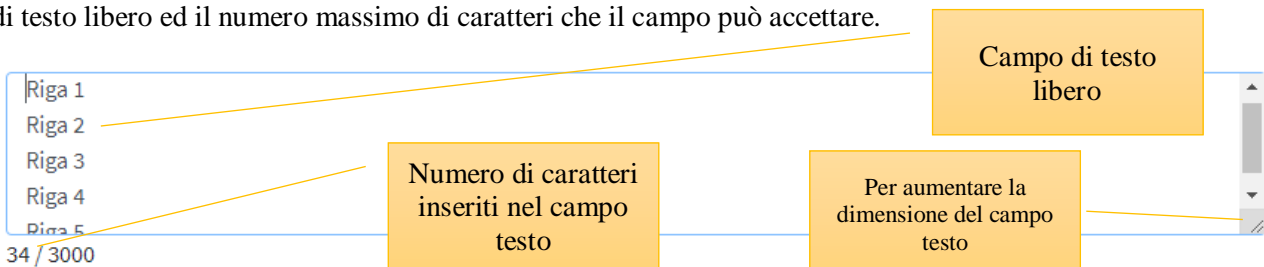 di testo libero ed il numero massimo di caratteri che il campo può accettare.
Campo di testo
libero
Riga 1
Riga 2
Riga 3
Riga 4
Riga 5
Numero di caratteri
inseriti nel campo
testo
Per aumentare la
dimensione del campo
testo
34 / 3000